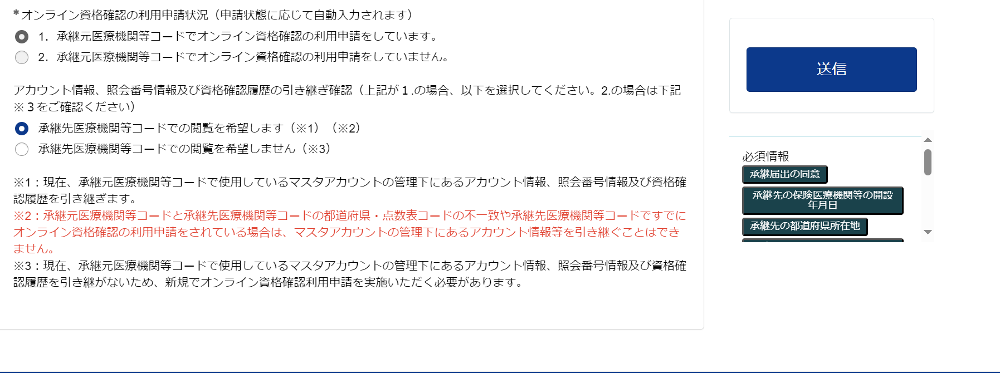 *オンライン資格確認の利用申請状況（申請状態に応じて自動入力されます）
1. 承継元医療機関等コードでオンライン資格確認の利用申請をしています。
2. 承継元医療機関等コードでオンライン資格確認の利用申請をしていません。
アカウント情報、照会番号情報及び資格確認履歴の引き継ぎ確認（上記が１.の場合、以下を選択してください。2.の場合は下記
※３をご確認ください）
承継先医療機関等コードでの閲覧を希望します（※1）（※2）
承継先医療機関等コードでの閲覧を希望しません（※3）
※1：現在、承継元医療機関等コードで使用しているマスタアカウントの管理下にあるアカウント情報、照会番号情報及び資格確
認履歴を引き継ぎます。
※2：承継元医療機関等コードと承継先医療機関等コードの都道府県・点数表コードの不一致や承継先医療機関等コードですでに
オンライン資格確認の利用申請をされている場合は、マスタアカウントの管理下にあるアカウント情報等を引き継ぐことはでき
ません。
※3：現在、承継元医療機関等コードで使用しているマスタアカウントの管理下にあるアカウント情報、照会番号情報及び資格確
認履歴を引き継がないため、新規でオンライン資格確認利用申請を実施いただく必要があります。
送信
必須情報
承継届出の同意
承継先の保険医療機関等の開設
年月日
承継先の都道府県所在地